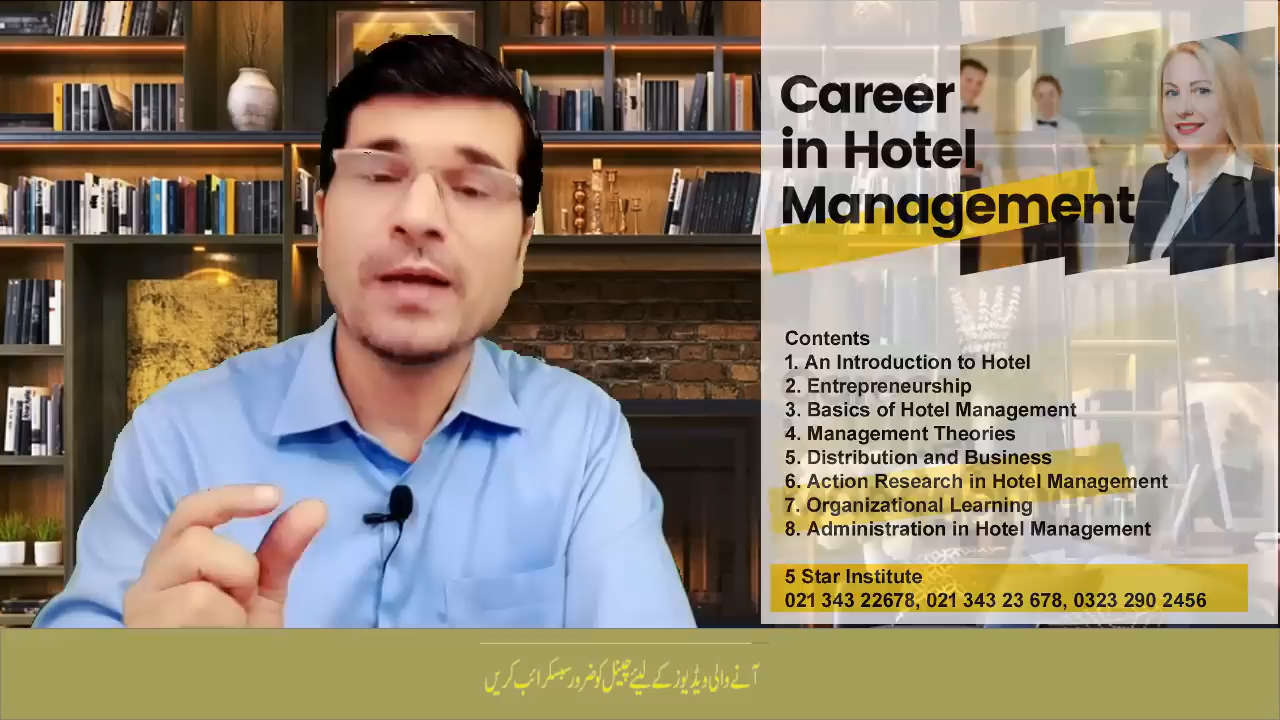 Career
in Hotel
Management
Contents
1. An Introduction to Hotel
2. Entrepreneurship
3. Basics of Hotel Management
4. Management Theories
5. Distribution and Business
6. Action Research in Hotel Management
7. Organizational Learning
8. Administration in Hotel Management
5 Star Institute
021 343 22678, 021 343 23 678, 0323 290 2456
آنے والی ویڈیوز کے لیئے چینل کو ضرور سبسکرائب کریں